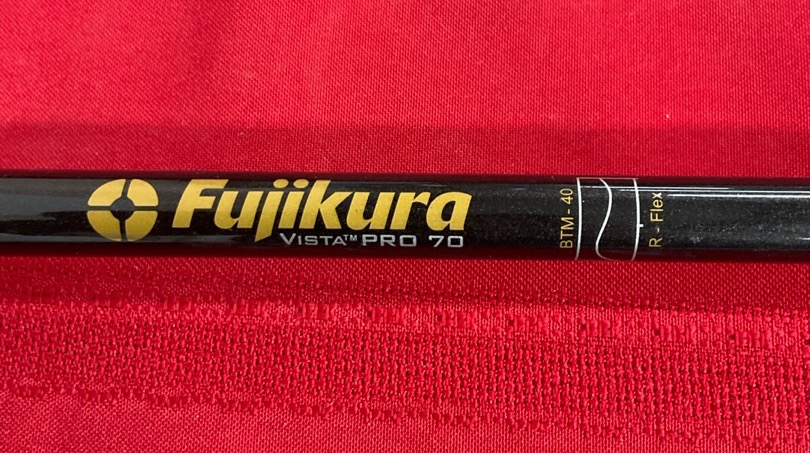 Fujikura
VISTA™ PRO 70
BTM - 40
R - Flex